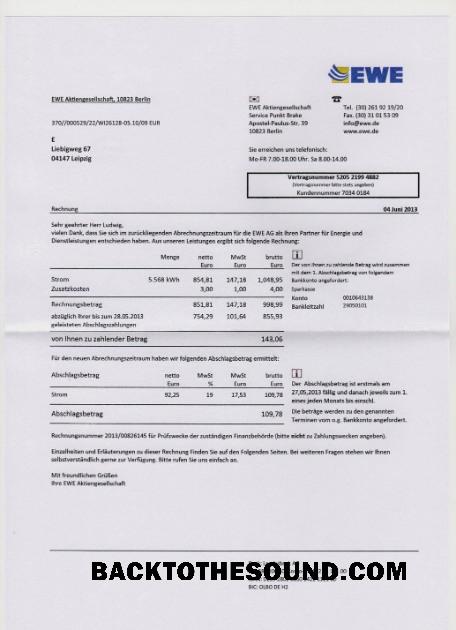 EWE
EWE Aktiengesellschaft, 10823 Berlin
370//000529/22/WI26128-05.10/09 EUR
E
Liebigweg 67
04147 Leipzig
EWE Aktiengesellschaft
Service Punkt Brake
Apostel-Paulus-Str. 39
10823 Berlin
Tel. (30) 261 92 19/20
Fax. (30) 31 01 53 09
info@ewe.de
www.ewe.de
Sie erreichen uns telefonisch:
Mo-FR 7.00-18.00 Uhr. Sa 8.00-14.00
Vertragsnummer 5205 2199 4882
(Vertragsnummer bitte stets angeben)
Kundennummer 7034 0184
Rechnung 04 Juni 2013
Sehr geehrter Herr Ludwig,
vielen Dank, dass Sie sich im zurückliegenden Abrechnungszeitraum für die EWE AG als Ihren Partner für Energie und
Dienstleistungen entschieden haben. Aus unseren Leistungen ergibt sich folgende Rechnung:
Menge netto MwSt brutto
Euro Euro Euro
Strom 5.568 kWh 854,81 147,18 1,048,95
Zusatzkosten 3,00 1,00 4,00
Rechnungsbetrag 851,81 147,18 998,99
abzüglich Ihrer bis zum 28.05.2013 754,29 101,64 855,93
geleisteten Abschlagszahlungen
von Ihnen zu zahlender Betrag 143,06
Der von Ihnen zu zahlende Betrag wird zusammen
mit dem 1. Abschlagsbetrag von folgendem
Bankkonto angefordert:
Sparkasse
Konto 0010643138
Bankleitzahl 29050101
Für den neuen Abrechnungszeitraum haben wir folgenden Abschlagsbetrag ermittelt:
Abschlagsbetrag netto MwSt MwSt brutto
Euro % Euro Euro
Strom 92,25 19 17,53 109,78
Abschlagsbetrag 109,78
Der Abschlagsbetrag ist erstmals am
27,05,2013 fällig und danach jeweils zum 1.
eines jeden Monats bis einschl.
Die beträge werden zu den genannten
Terminen vom o.g. Bankkonto angefordert.
Rechnungsnummer 2013/00826145 für Prüfzwecke der zuständigen Finanzbehörde (bitte nicht zu Zahlungszwecken angeben).
Einzelheiten und Erläuterungen zu dieser Rechnung Finden Sie auf den Folgenden Seiten. Bei weiteren Fragen stehen wir Ihnen
selbstverständlich gerne zur Verfügung. Bitte rufen Sie uns einfach an.
Mit freundlichen Grüßen
Ihre EWE Aktiengesellschaft
BACKTOTHESOUND.COM
BIC: OLBO DE H2